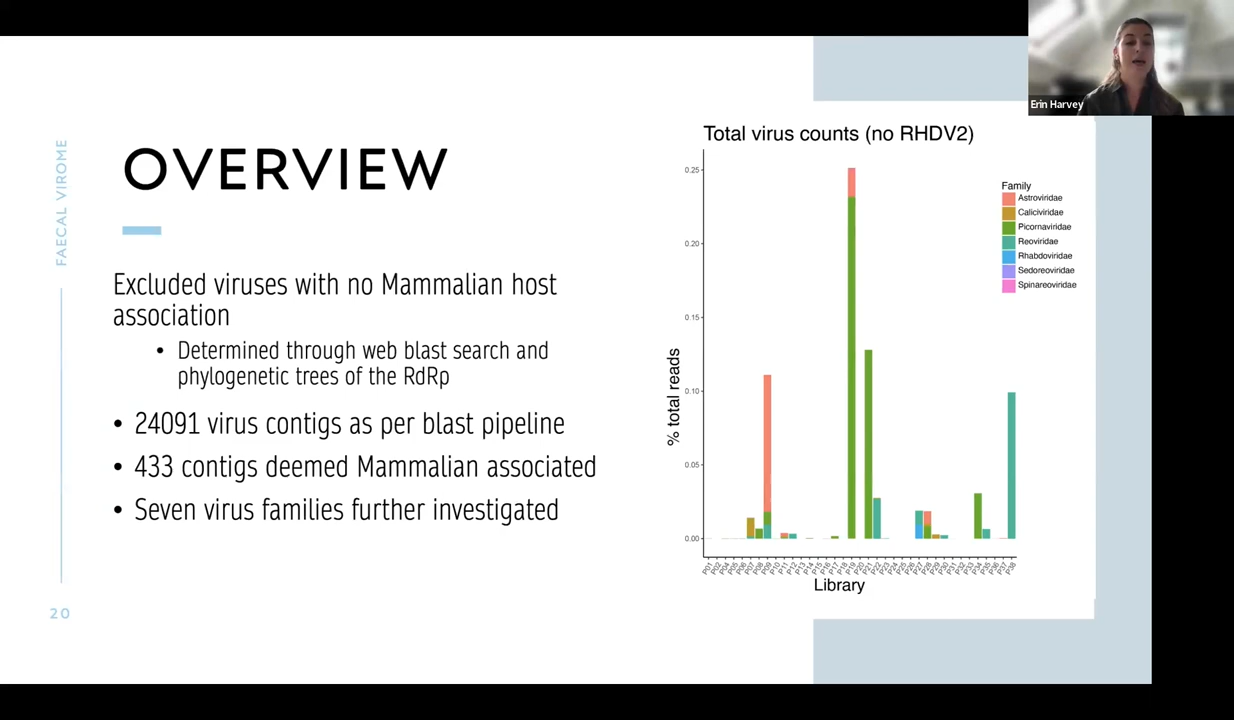 Erin Harvey
FAECAL VIROME
OVERVIEW
Excluded viruses with no Mammalian host
association
• Determined through web blast search and
phylogenetic trees of the RdRp
• 24091 virus contigs as per blast pipeline
• 433 contigs deemed Mammalian associated
• Seven virus families further investigated
20
Total virus counts (no RHDV2)
% total reads
0.25
0.20
0.15
0.10
0.05
0.00
Family
Astroviridae
Caliciviridae
Picornaviridae
Reoviridae
Rhabdoviridae
Sedoreoviridae
Spinareoviridae
Library